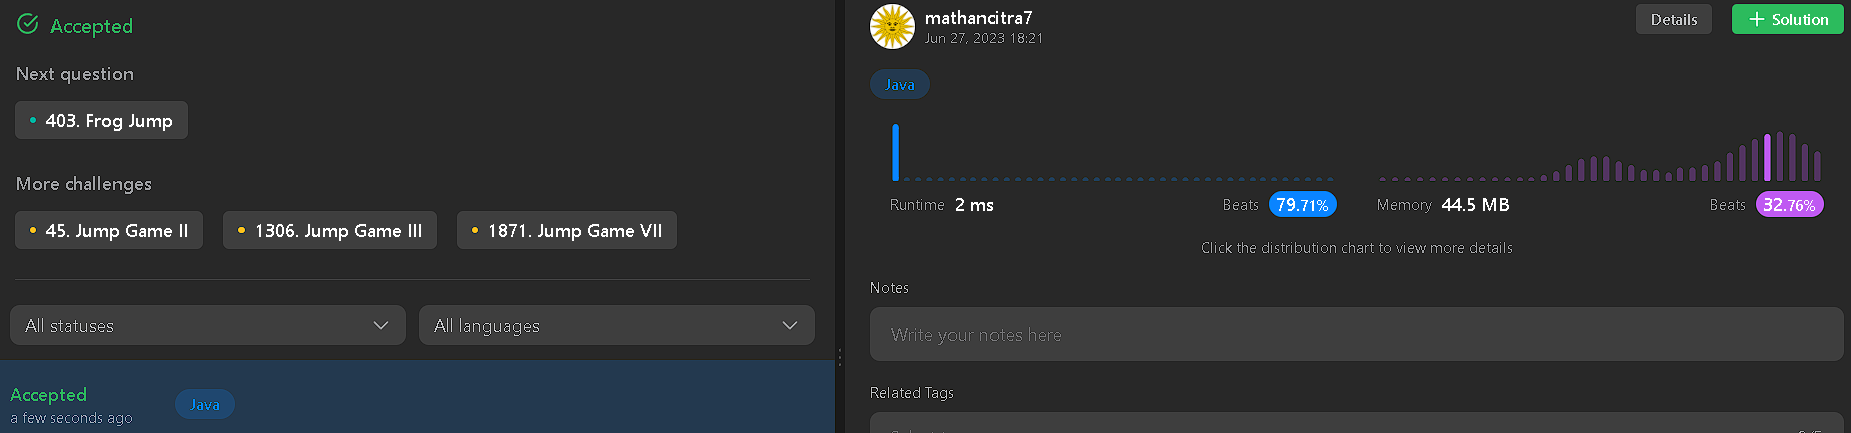 Accepted
Next question
403. Frog Jump
More challenges
45. Jump Game II
1306. Jump Game III
1871. Jump Game VII
All statuses
All languages
Accepted
a few seconds ago
Java
mathancitra7
Jun 27, 2023 18:21
Details
+ Solution
Java
Runtime 2 ms
Beats 79.71%
Memory 44.5 MB
Beats 32.76%
Click the distribution chart to view more details
Notes
Write your notes here
Related Tags